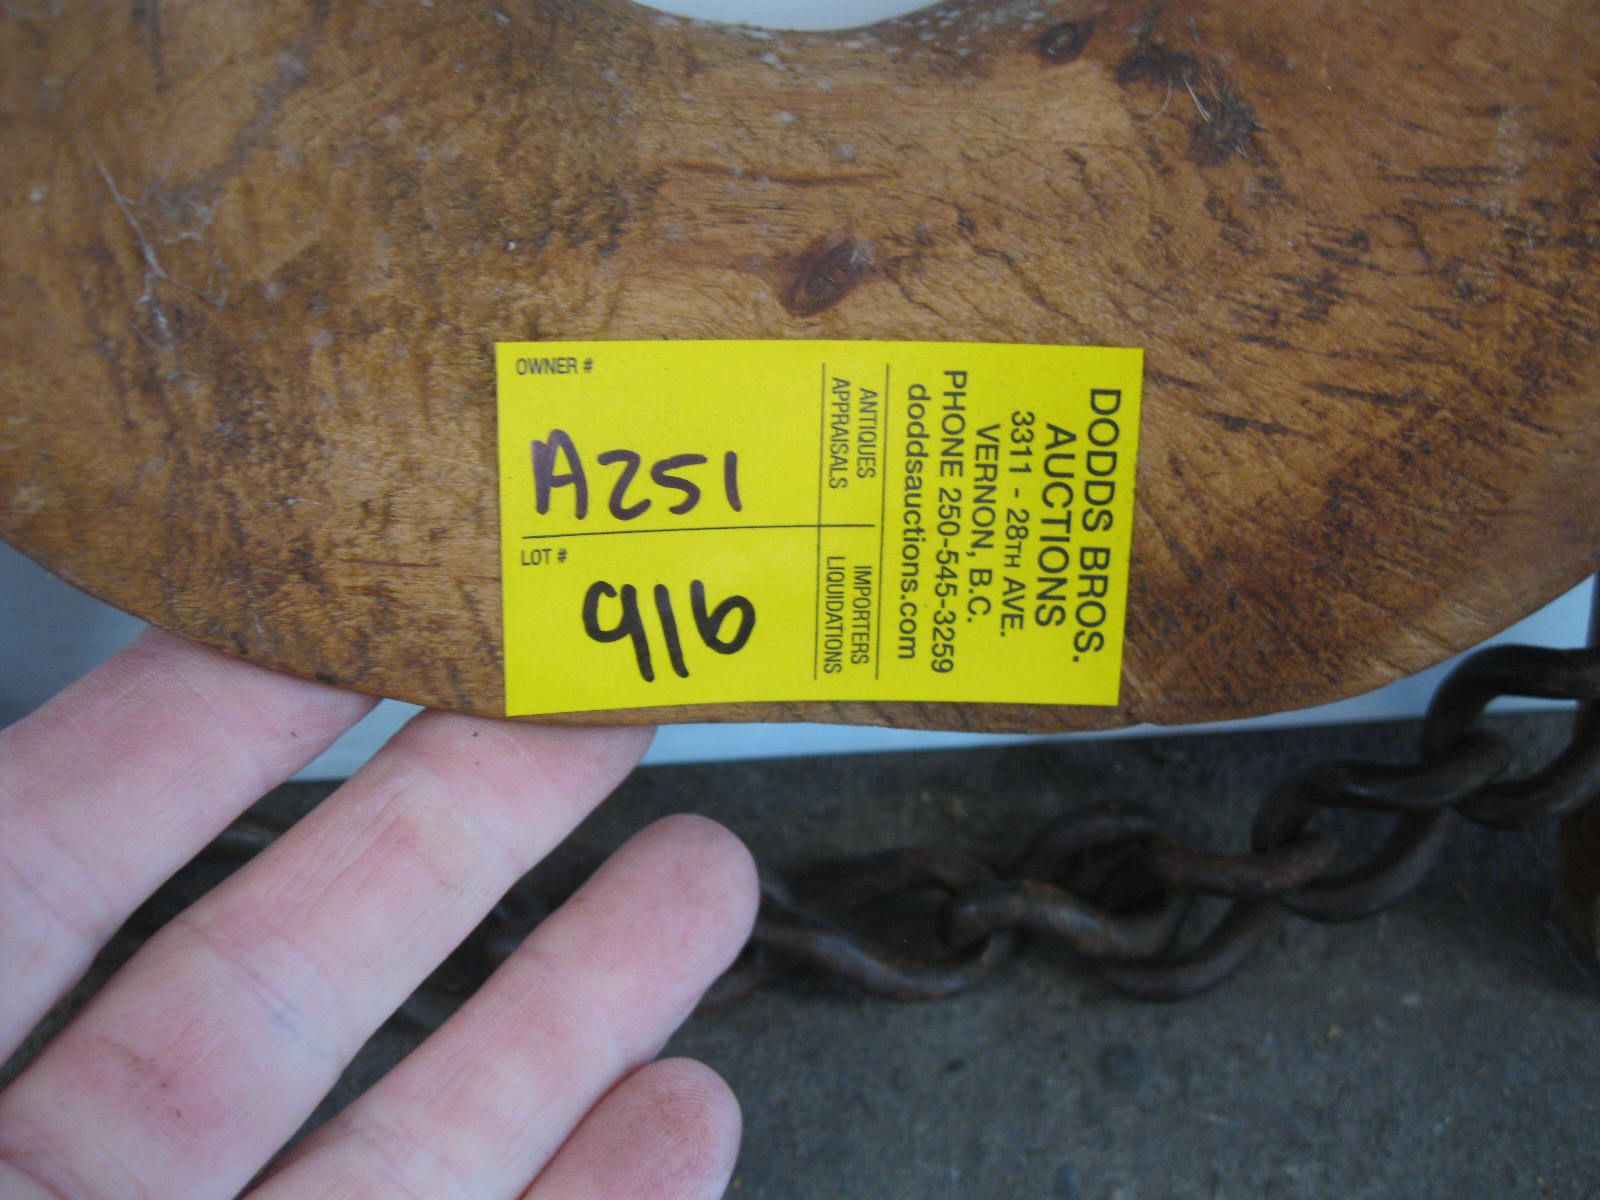 OWNER #
A251
LOT #
916
ANTIQUES
APPRAISALS
IMPORTERS
LIQUIDATIONS
DODDS BROS.
AUCTIONS
3311 - 28TH AVE.
VERNON, B.C.
PHONE 250-545-3259
doddsauctions.com